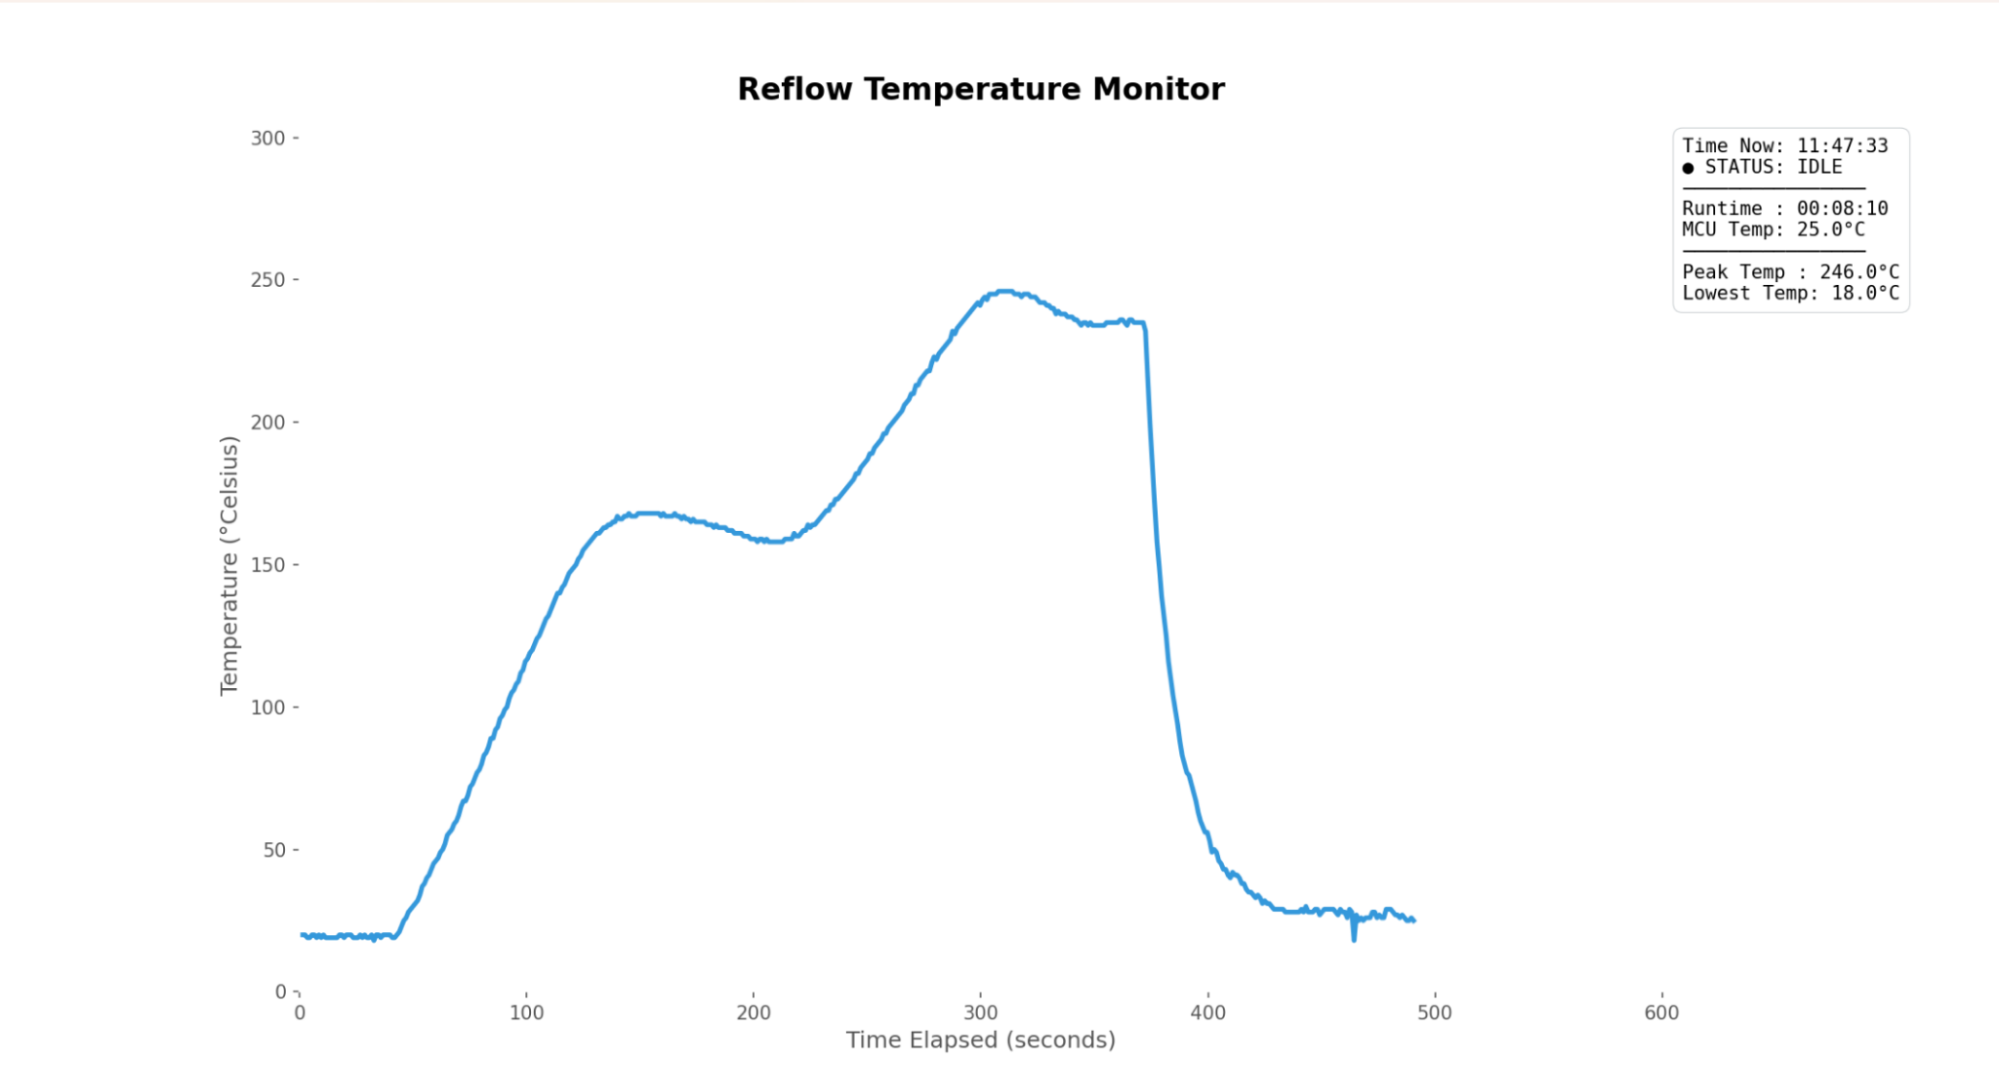 Reflow Temperature Monitor
300
250
200
150
100
50
0
Temperature (°Celsius)
0 100 200 300 400 500 600
Time Elapsed (seconds)
Time Now: 11:47:33
● STATUS: IDLE
Runtime : 00:08:10
MCU Temp: 25.0°C
Peak Temp : 246.0°C
Lowest Temp: 18.0°C